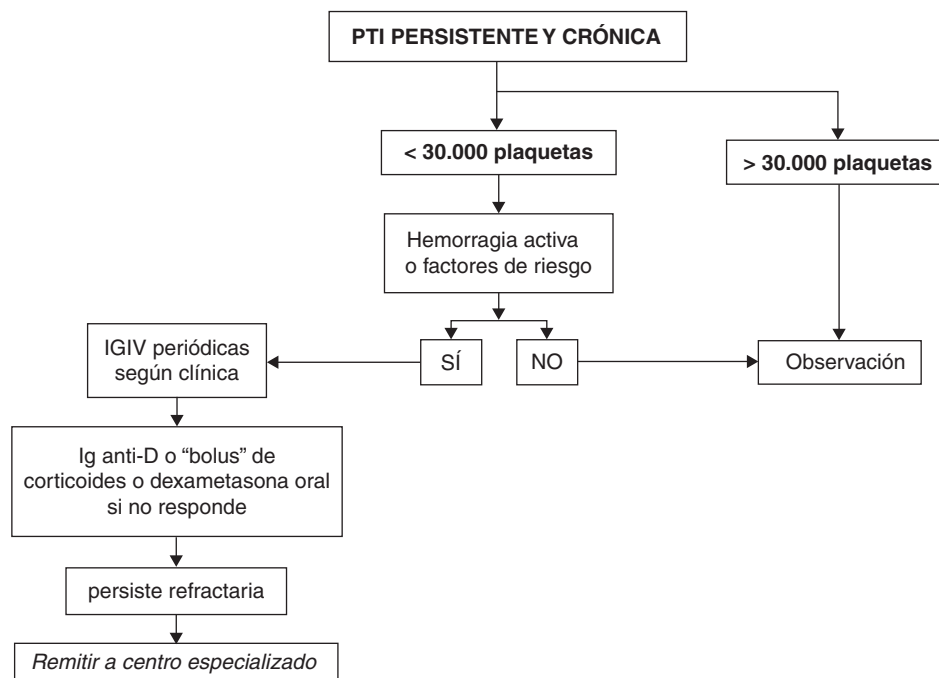 PTI PERSISTENTE Y CRÓNICA
< 30.000 plaquetas
> 30.000 plaquetas
Hemorragia activa
o factores de riesgo
IGIV periódicas
según clínica
SÍ
NO
Observación
Ig anti-D o “bolus” de
corticoides o dexametasona oral
si no responde
persiste refractaria
Remitir a centro especializado